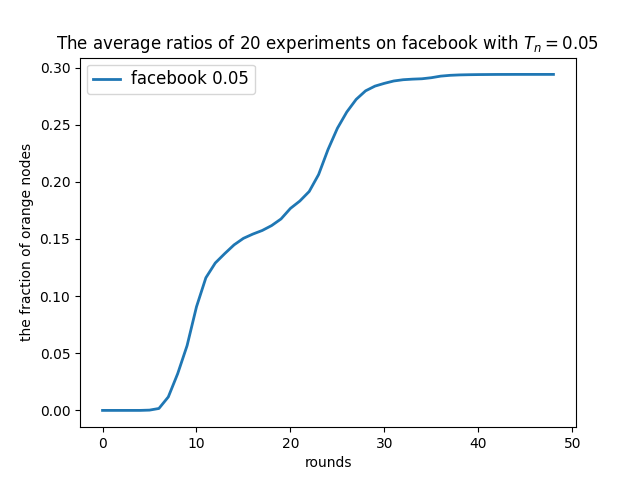 The average ratios of 20 experiments on facebook with $T_n = 0.05$
facebook 0.05
the fraction of orange nodes
0.30
0.25
0.20
0.15
0.10
0.05
0.00
0 10 20 30 40 50
rounds